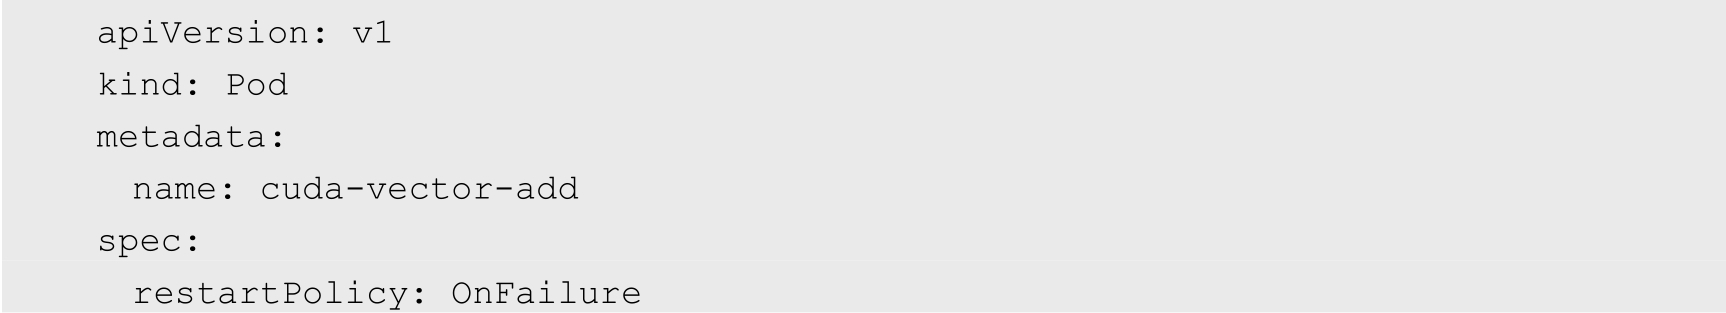 apiVersion: v1
kind: Pod
metadata:
  name: cuda-vector-add
spec:
  restartPolicy: OnFailure